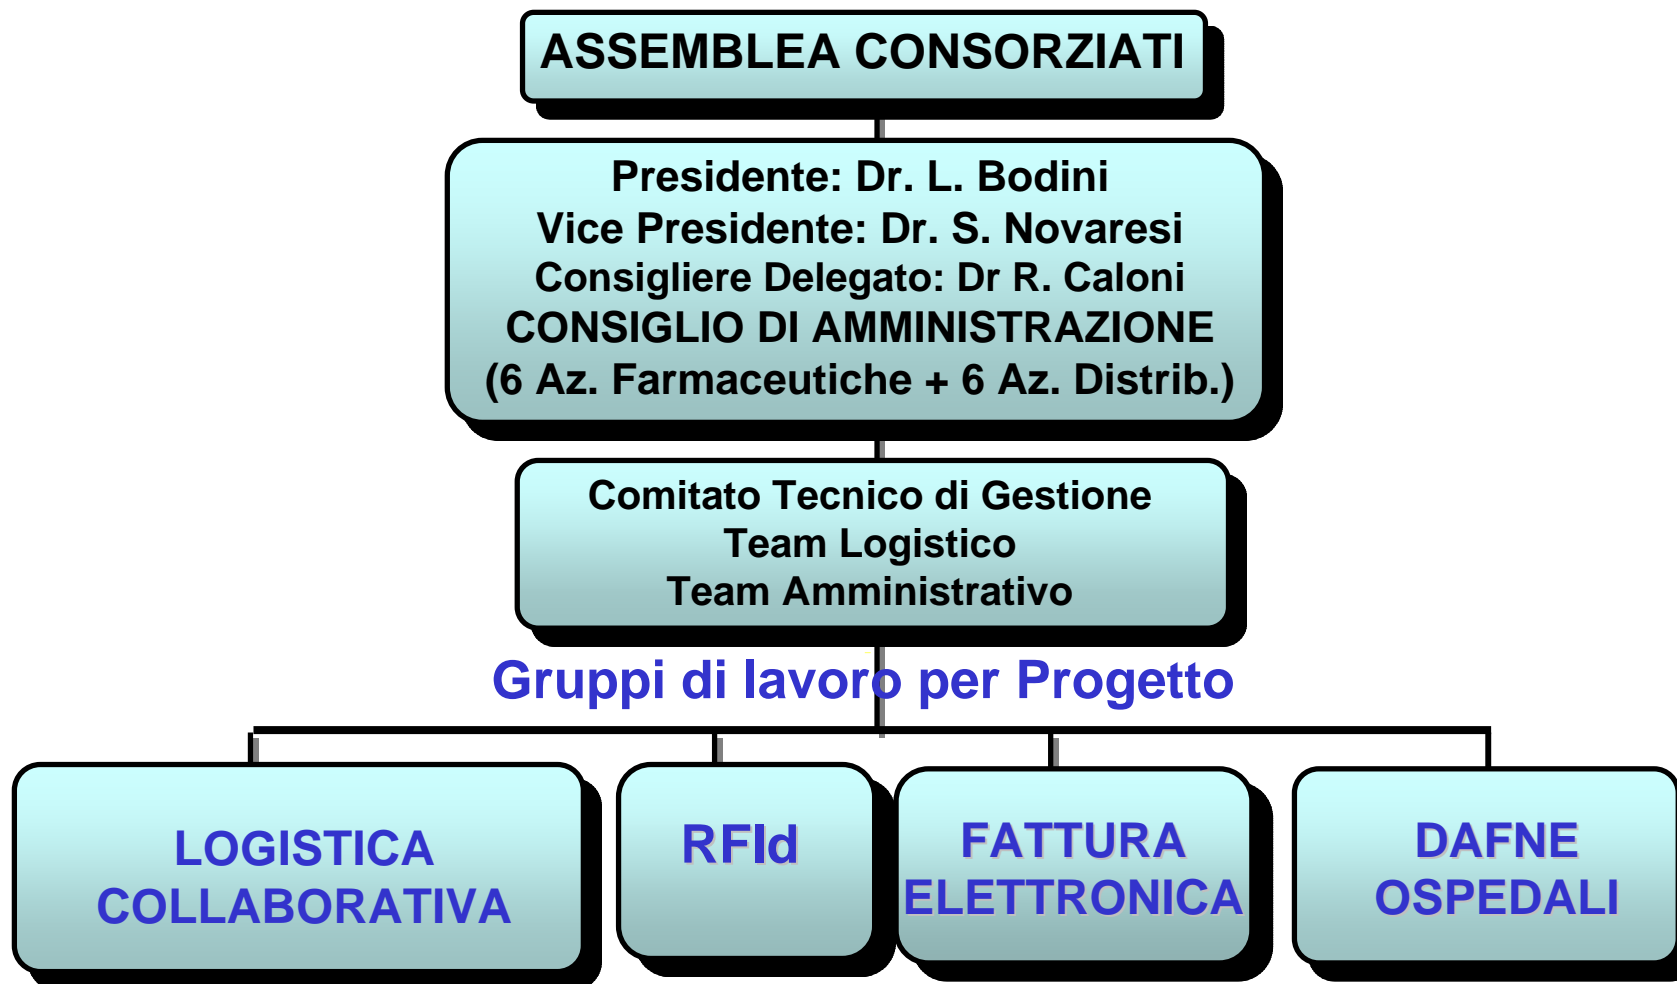 ASSEMBLEA CONSORZIATI
Presidente: Dr. L. Bodini
Vice Presidente: Dr. S. Novaresi
Consigliere Delegato: Dr R. Caloni
CONSIGLIO DI AMMINISTRAZIONE
(6 Az. Farmaceutiche + 6 Az. Distrib.)
Comitato Tecnico di Gestione
Team Logistico
Team Amministrativo
Gruppi di lavoro per Progetto
LOGISTICA
COLLABORATIVA
RFId
FATTURA
ELETTRONICA
DAFNE
OSPEDALI